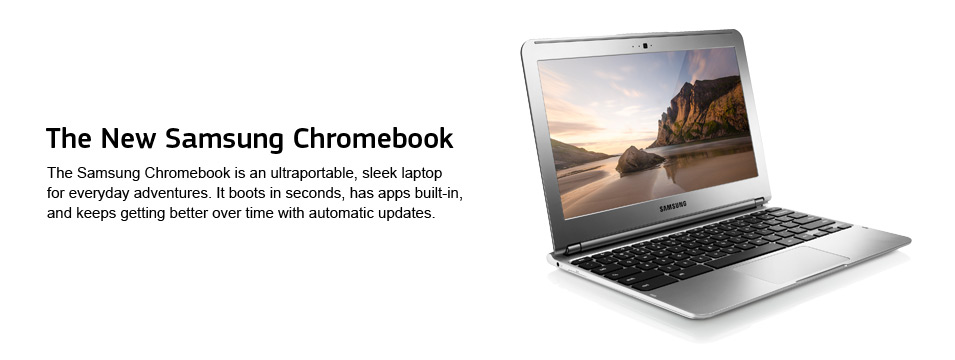 The New Samsung Chromebook
The Samsung Chromebook is an ultraportable, sleek laptop
for everyday adventures. It boots in seconds, has apps built-in,
and keeps getting better over time with automatic updates.
SAMSUNG